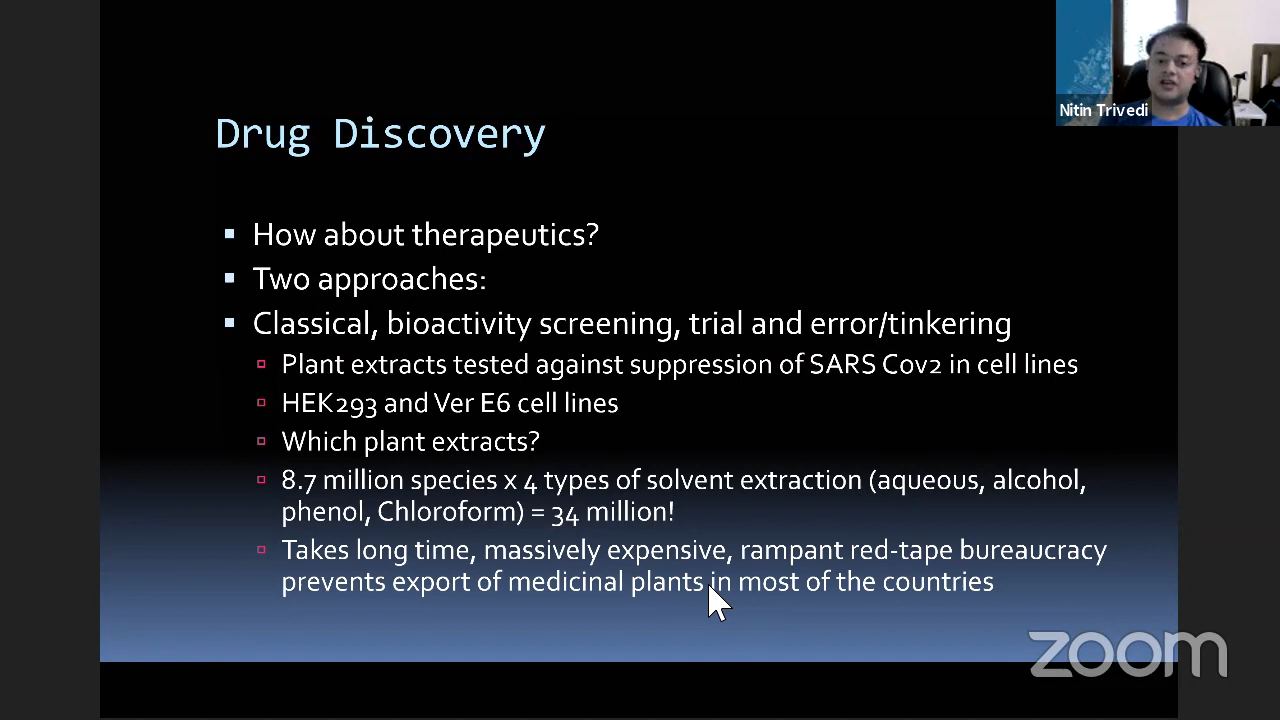 Nitin Trivedi
Drug Discovery
How about therapeutics?
Two approaches:
Classical, bioactivity screening, trial and error/tinkering
Plant extracts tested against suppression of SARS Cov2 in cell lines
HEK293 and Ver E6 cell lines
Which plant extracts?
8.7 million species x 4 types of solvent extraction (aqueous, alcohol,
phenol, Chloroform) = 34 million!
Takes long time, massively expensive, rampant red-tape bureaucracy
prevents export of medicinal plants in most of the countries
zoom